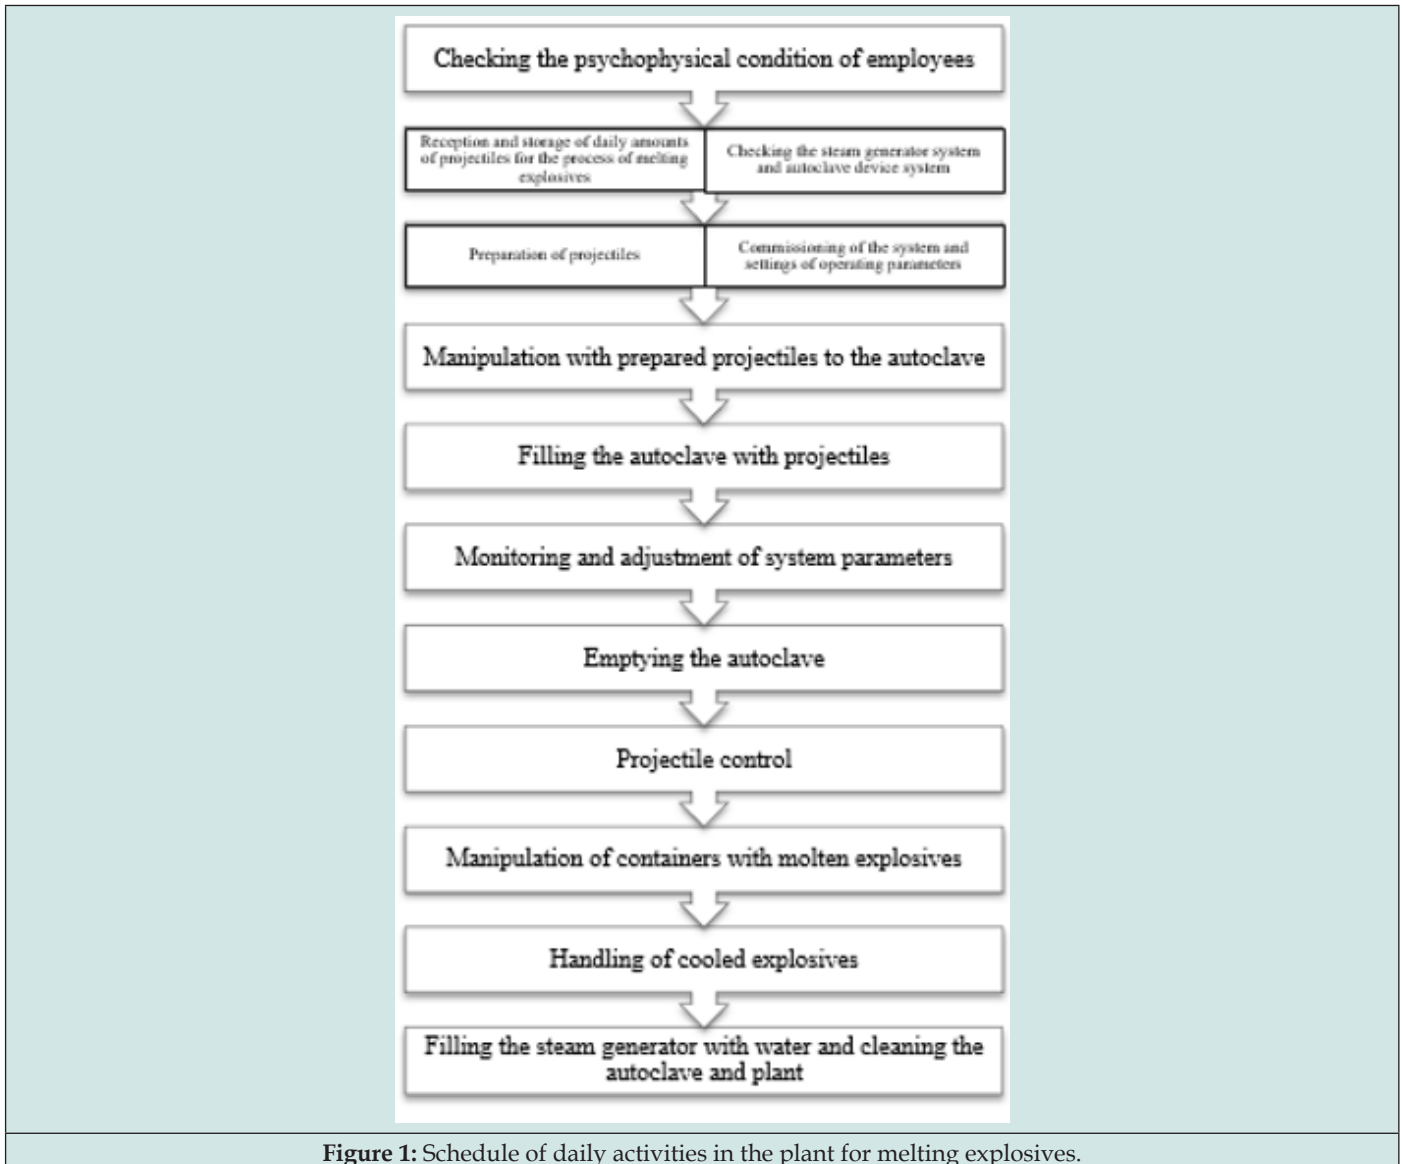 Checking the psychophysical condition of employees
Reception and storage of daily amounts
of projectiles for the process of melting
explosives
Checking the steam generator system
and autoclave device system
Preparation of projectiles
Commissioning of the system and
settings of operating parameters
Manipulation with prepared projectiles to the autoclave
Filling the autoclave with projectiles
Monitoring and adjustment of system parameters
Emptying the autoclave
Projectile control
Manipulation of containers with molten explosives
Handling of cooled explosives
Filling the steam generator with water and cleaning the
autoclave and plant
Figure 1: Schedule of daily activities in the plant for melting explosives.